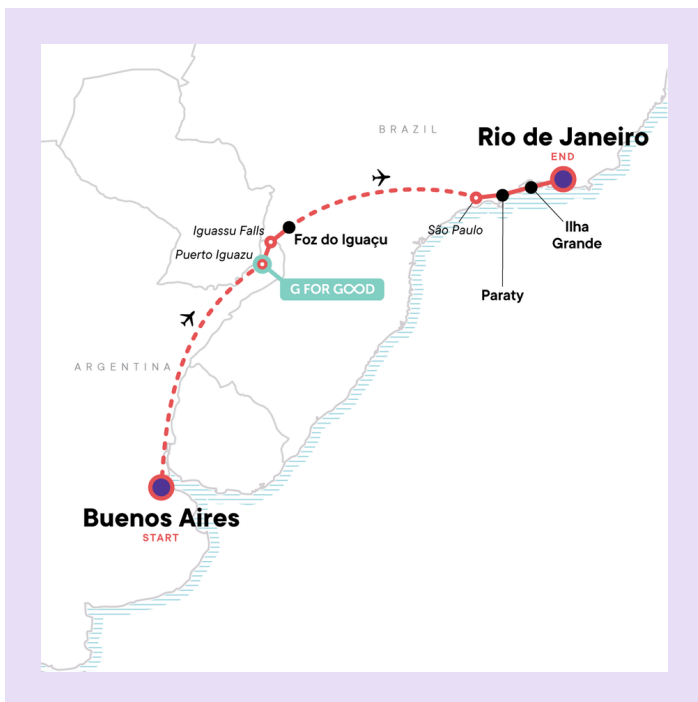 BRAZIL
Rio de Janeiro
END
Iguassu Falls
Foz do Iguaçu
São Paulo
Ilha
Grande
Puerto Iguazu
G FOR GOOD
Paraty
ARGENTINA
Buenos Aires
START